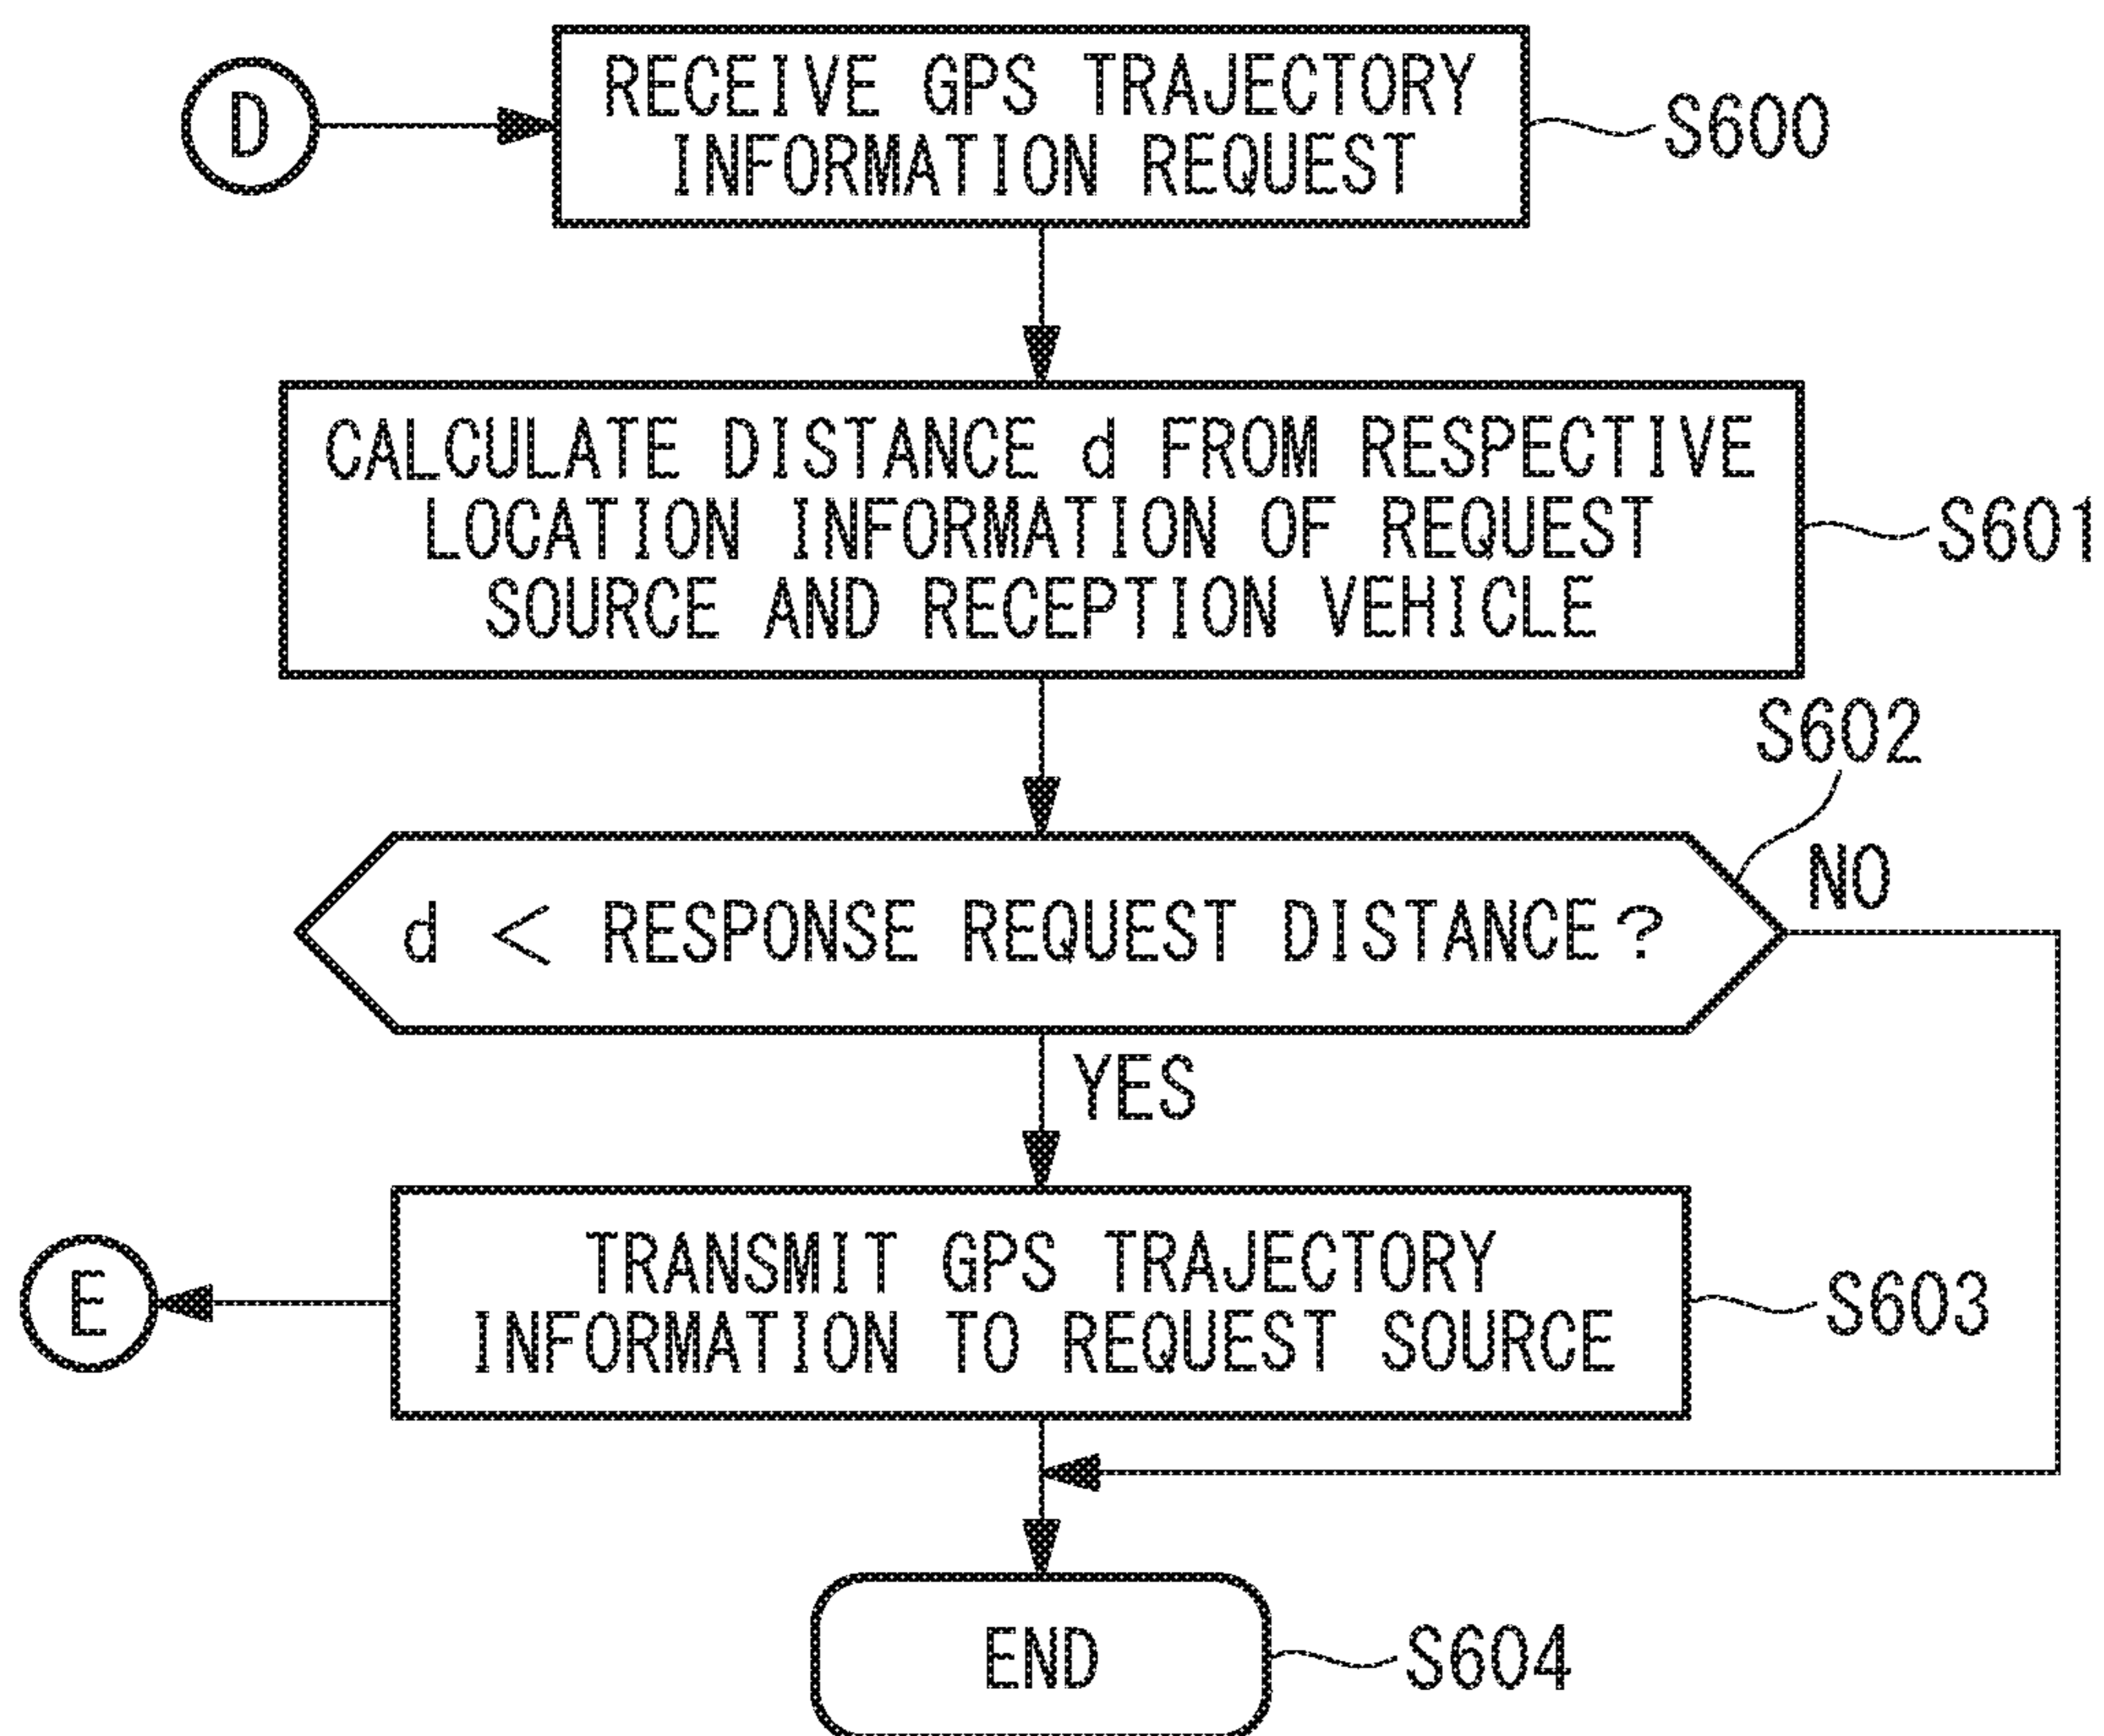 D
RECEIVE GPS TRAJECTORY
INFORMATION REQUEST
S600
CALCULATE DISTANCE d FROM RESPECTIVE
LOCATION INFORMATION OF REQUEST
SOURCE AND RECEPTION VEHICLE
S601
S602
d < RESPONSE REQUEST DISTANCE?
NO
YES
TRANSMIT GPS TRAJECTORY
INFORMATION TO REQUEST SOURCE
S603
E
END
S604